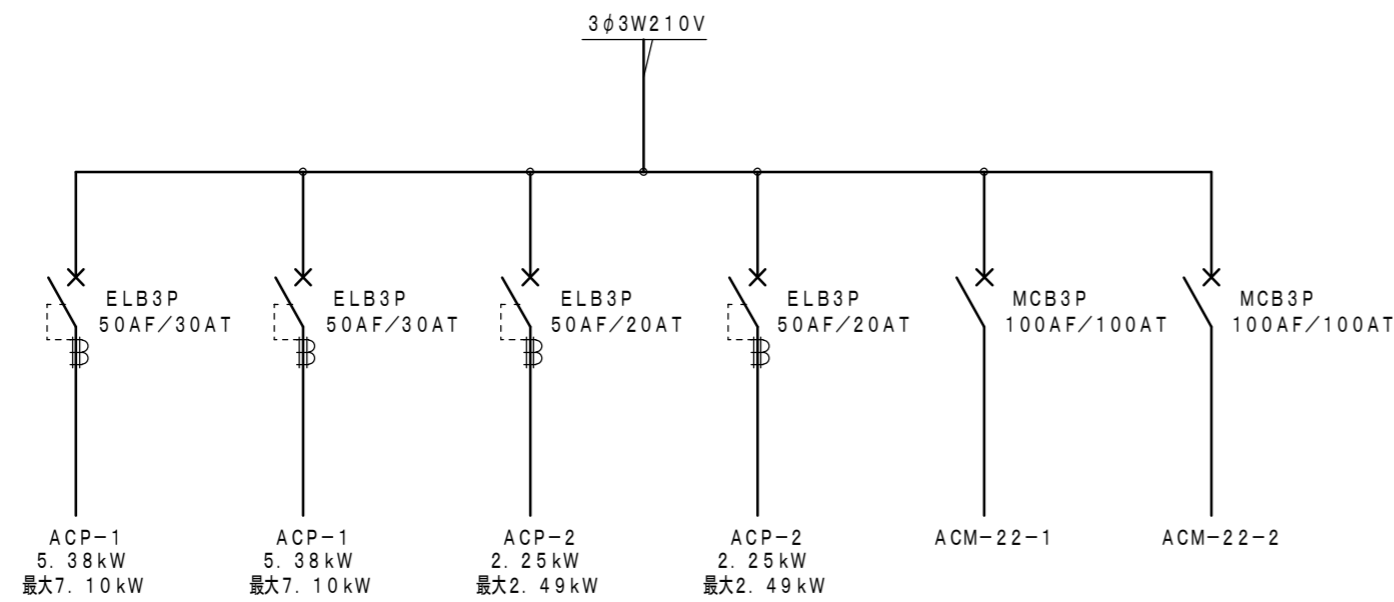 3φ3W210V
ELB3P
50AF/30AT
ELB3P
50AF/30AT
ELB3P
50AF/20AT
ELB3P
50AF/20AT
MCB3P
100AF/100AT
MCB3P
100AF/100AT
ACP-1
5.38kW
最大7.10kW
ACP-1
5.38kW
最大7.10kW
ACP-2
2.25kW
最大2.49kW
ACP-2
2.25kW
最大2.49kW
ACM-22-1
ACM-22-2